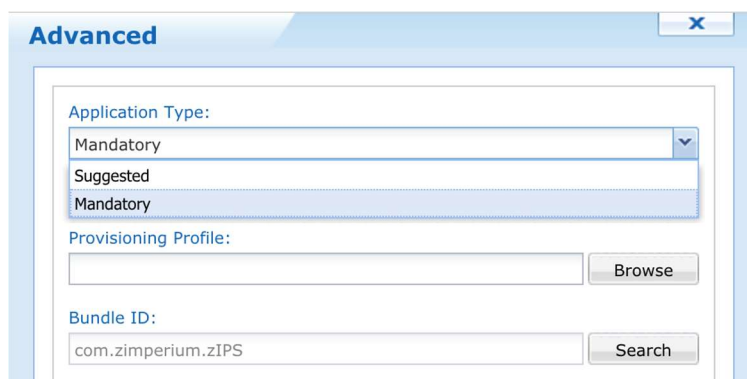 Advanced
x
Application Type:
Mandatory
Suggested
Mandatory
Provisioning Profile:
Browse
Bundle ID:
com.zimperium.zIPS
Search